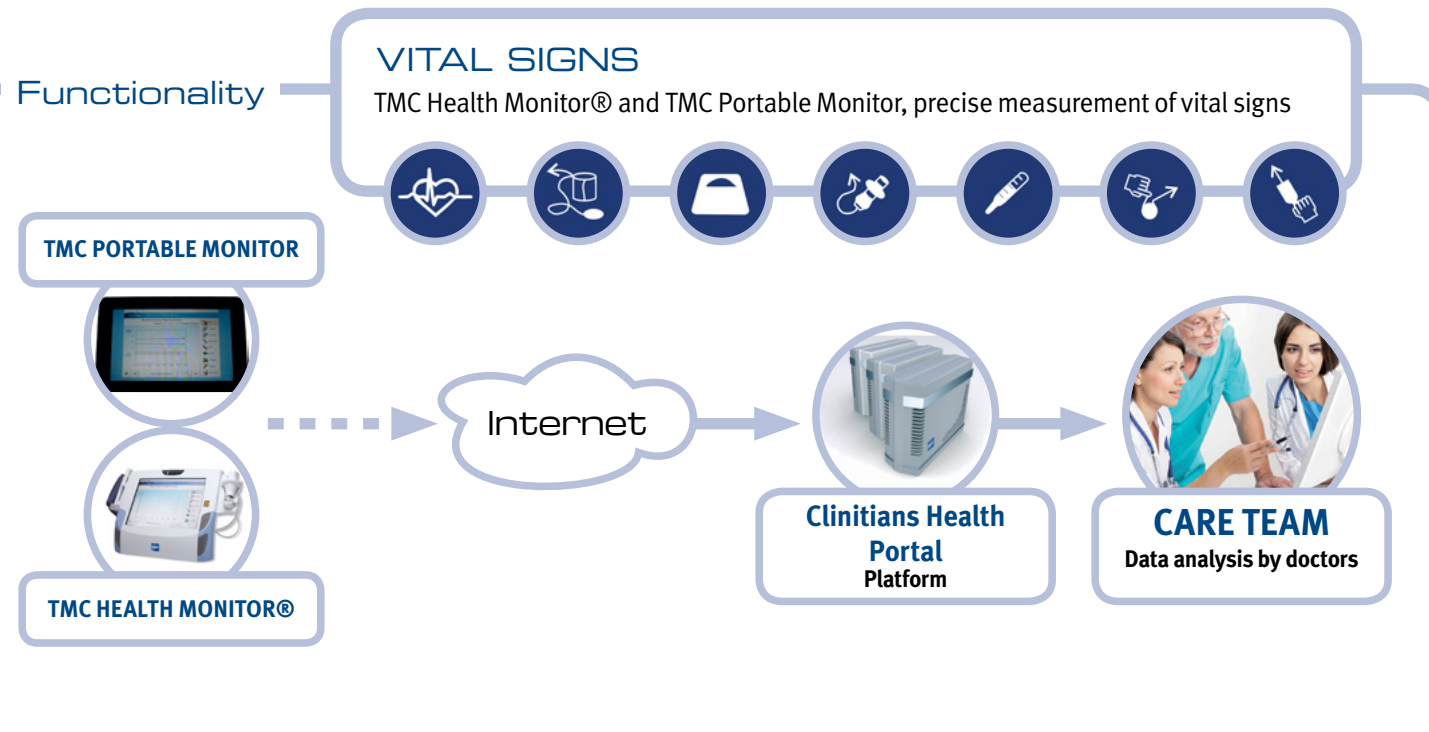 Functionality
VITAL SIGNS
TMC Health Monitor® and TMC Portable Monitor, precise measurement of vital signs
TMC PORTABLE MONITOR
Internet
Clinitians Health
Portal
Platform
CARE TEAM
Data analysis by doctors
TMC HEALTH MONITOR®